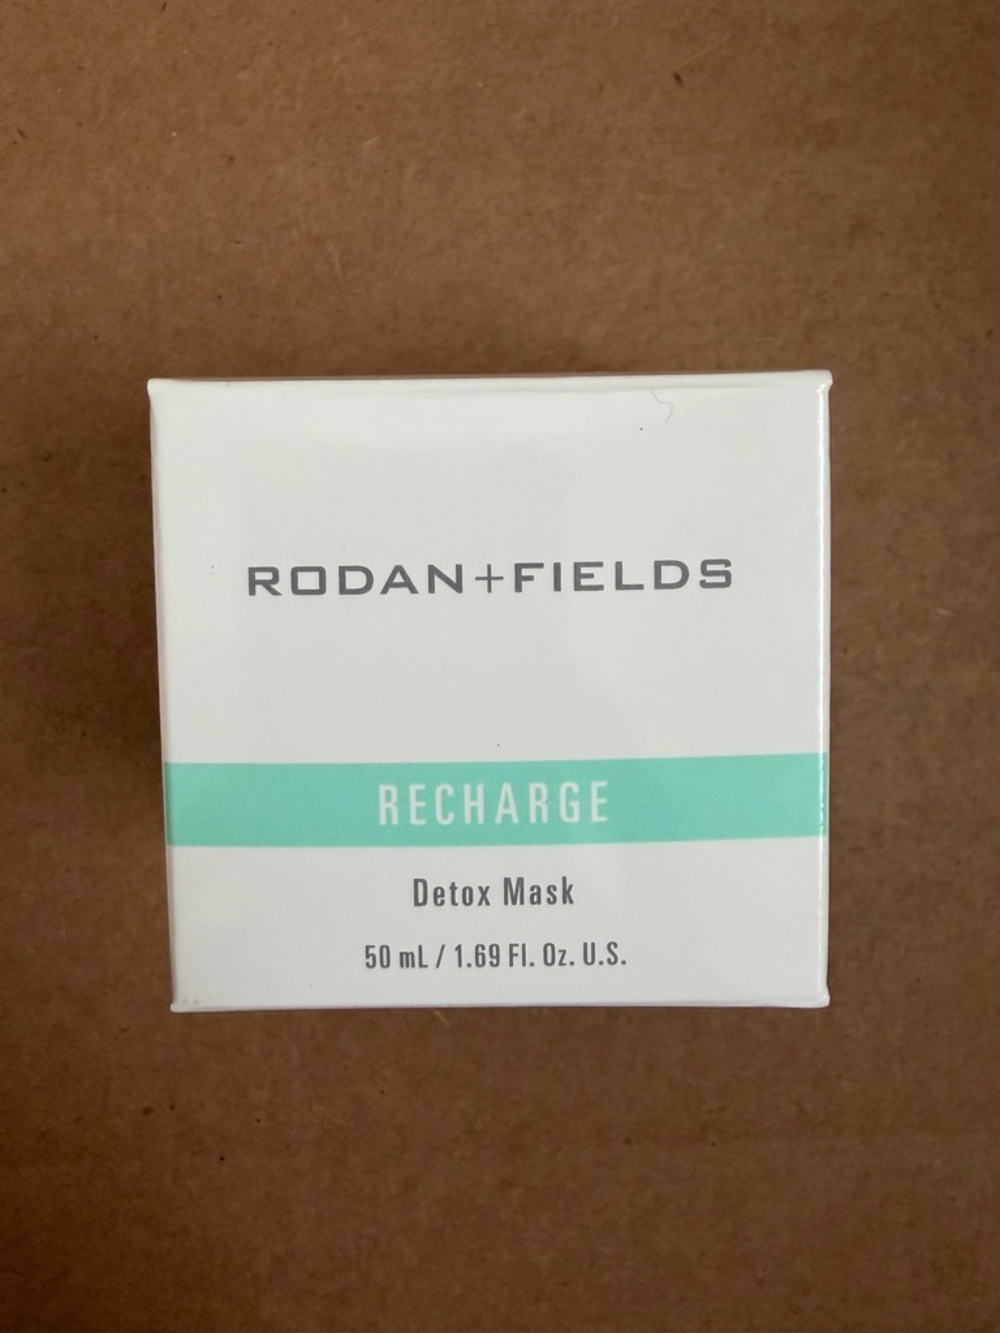 RODAN+FIELDS
RECHARGE
Detox Mask
50 mL / 1.69 Fl. Oz. U.S.